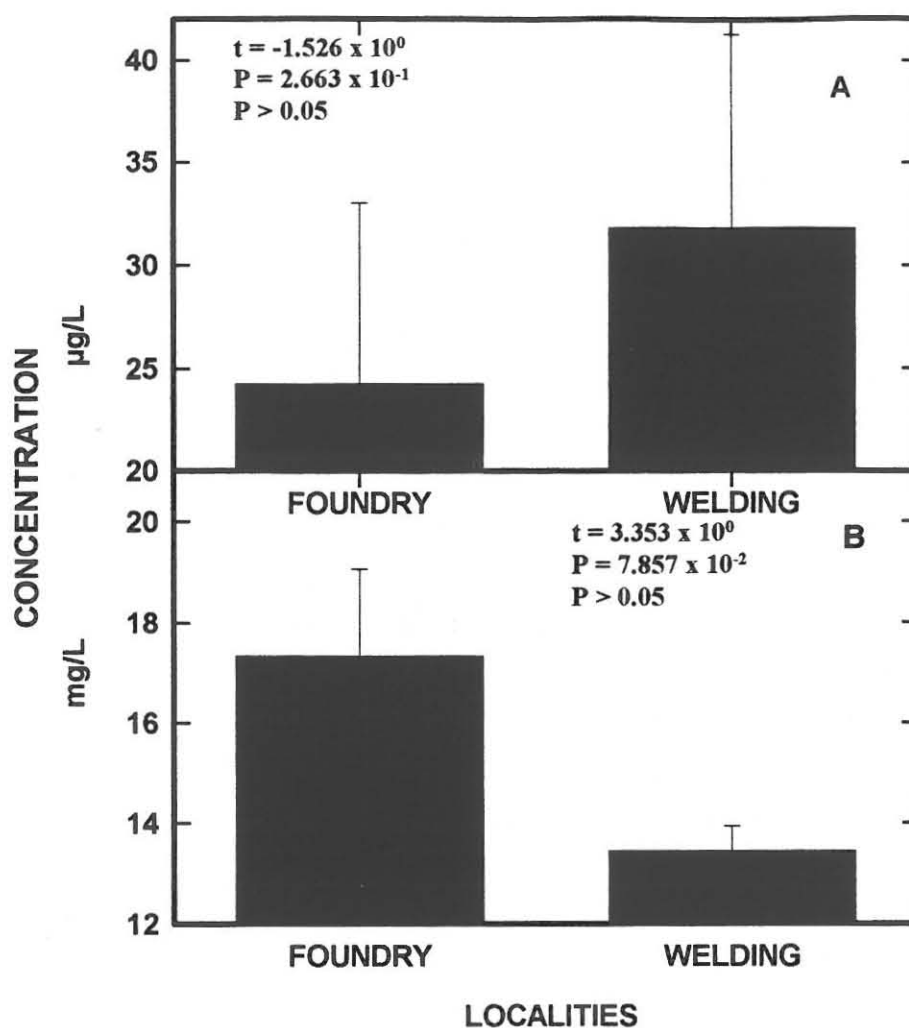 t = -1.526 x 10⁰
P = 2.663 x 10⁻¹
P > 0.05
A
40
35
30
25
20
µg/L
FOUNDRY WELDING
t = 3.353 x 10⁰
P = 7.857 x 10⁻²
P > 0.05
B
20
18
16
14
12
mg/L
CONCENTRATION
FOUNDRY WELDING
LOCALITIES